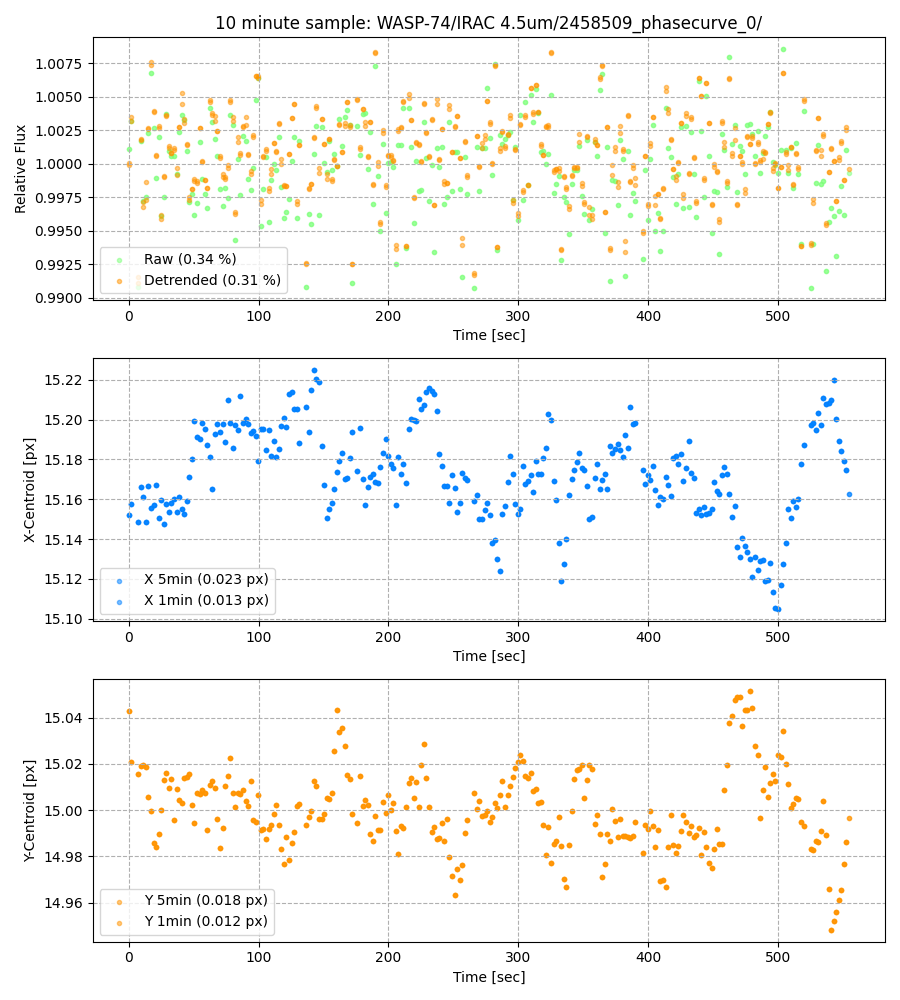 10 minute sample: WASP-74/IRAC 4.5um/2458509_phasecurve_0/
1.0075
1.0050
1.0025
1.0000
0.9975
0.9950
0.9925
0.9900
Relative Flux
Raw (0.34 %)
Detrended (0.31 %)
0 100 200 300 400 500
Time [sec]
15.22
15.20
15.18
15.16
15.14
15.12
15.10
X-Centroid [px]
X 5min (0.023 px)
X 1min (0.013 px)
0 100 200 300 400 500
Time [sec]
15.04
15.02
15.00
14.98
14.96
Y-Centroid [px]
Y 5min (0.018 px)
Y 1min (0.012 px)
0 100 200 300 400 500
Time [sec]